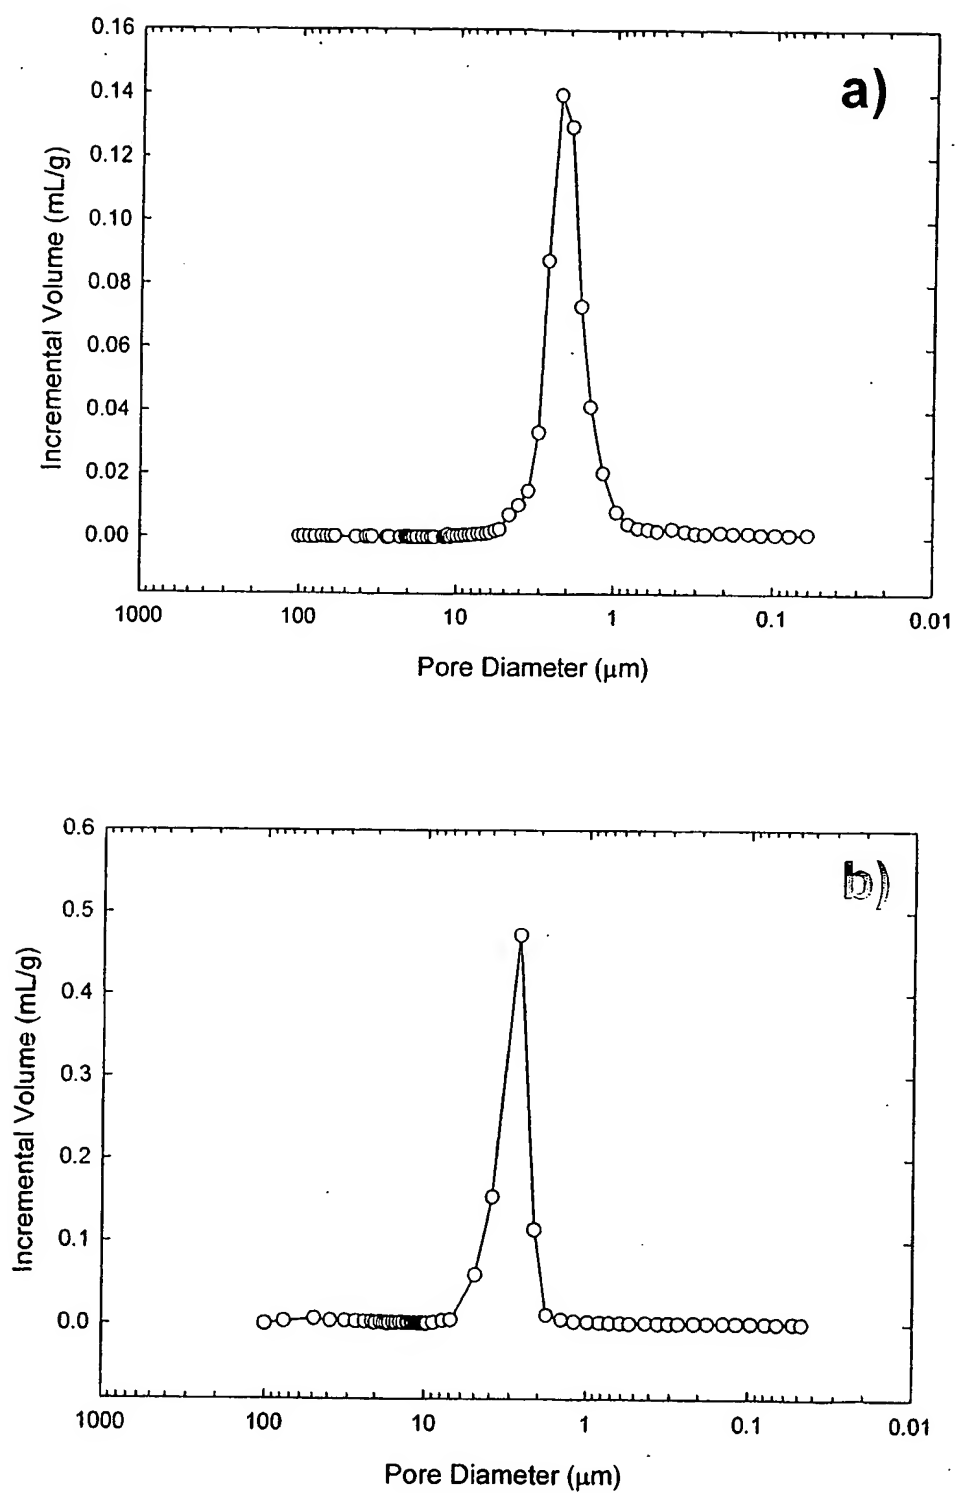 0.16
0.14
0.12
0.10
0.08
0.06
0.04
0.02
0.00
Incremental Volume (mL/g)
a)
1000 100 10 1 0.1 0.01
Pore Diameter (μm)
0.6
0.5
0.4
0.3
0.2
0.1
0.0
Incremental Volume (mL/g)
b)
1000 100 10 1 0.1 0.01
Pore Diameter (μm)